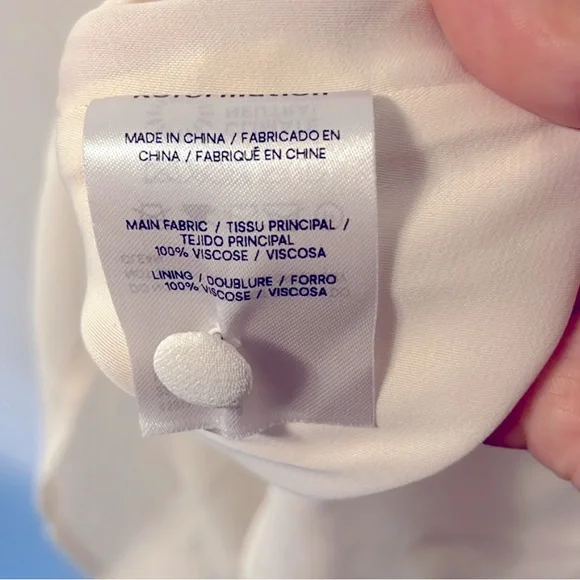 Reformation
MADE IN CHINA / FABRICADO EN
CHINA / FABRIQUÉ EN CHINE
MAIN FABRIC / TISSU PRINCIPAL /
TEJIDO PRINCIPAL
100% VISCOSE / VISCOSA
LINING / DOUBLURE / FORRO
100% VISCOSE / VISCOSA